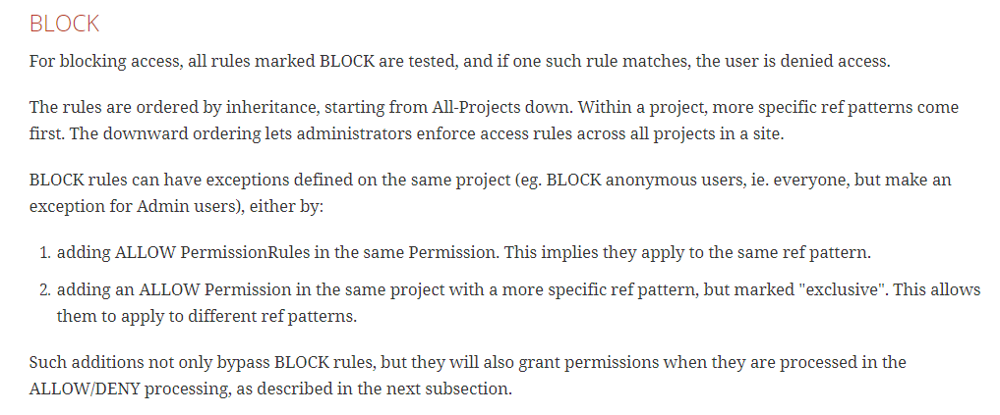 BLOCK
For blocking access, all rules marked BLOCK are tested, and if one such rule matches, the user is denied access.
The rules are ordered by inheritance, starting from All-Projects down. Within a project, more specific ref patterns come
first. The downward ordering lets administrators enforce access rules across all projects in a site.
BLOCK rules can have exceptions defined on the same project (eg. BLOCK anonymous users, ie. everyone, but make an
exception for Admin users), either by:
1. adding ALLOW PermissionRules in the same Permission. This implies they apply to the same ref pattern.
2. adding an ALLOW Permission in the same project with a more specific ref pattern, but marked "exclusive". This allows
them to apply to different ref patterns.
Such additions not only bypass BLOCK rules, but they will also grant permissions when they are processed in the
ALLOW/DENY processing, as described in the next subsection.